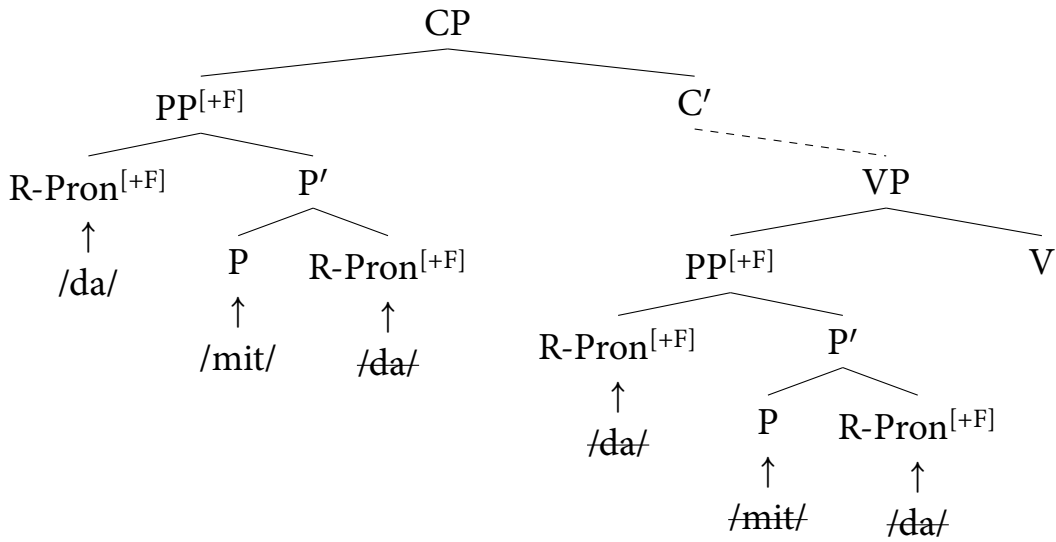 CP
PP[+F] C′
R-Pron[+F] P′ VP
/da/ P R-Pron[+F] PP[+F] V
/mit/ /da/ R-Pron[+F] P′
/da/ P R-Pron[+F]
/mit/ /da/